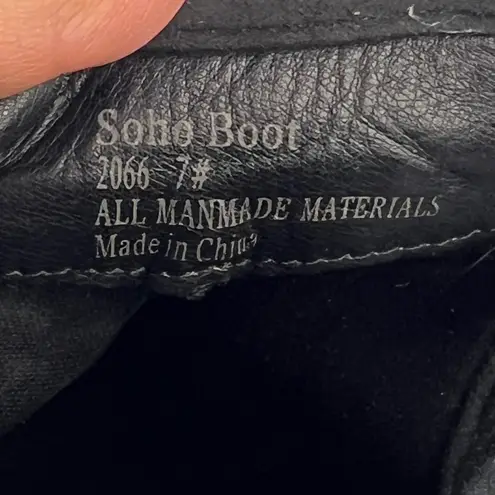 Soho Boot
2066 7#
ALL MANMADE MATERIALS
Made in China